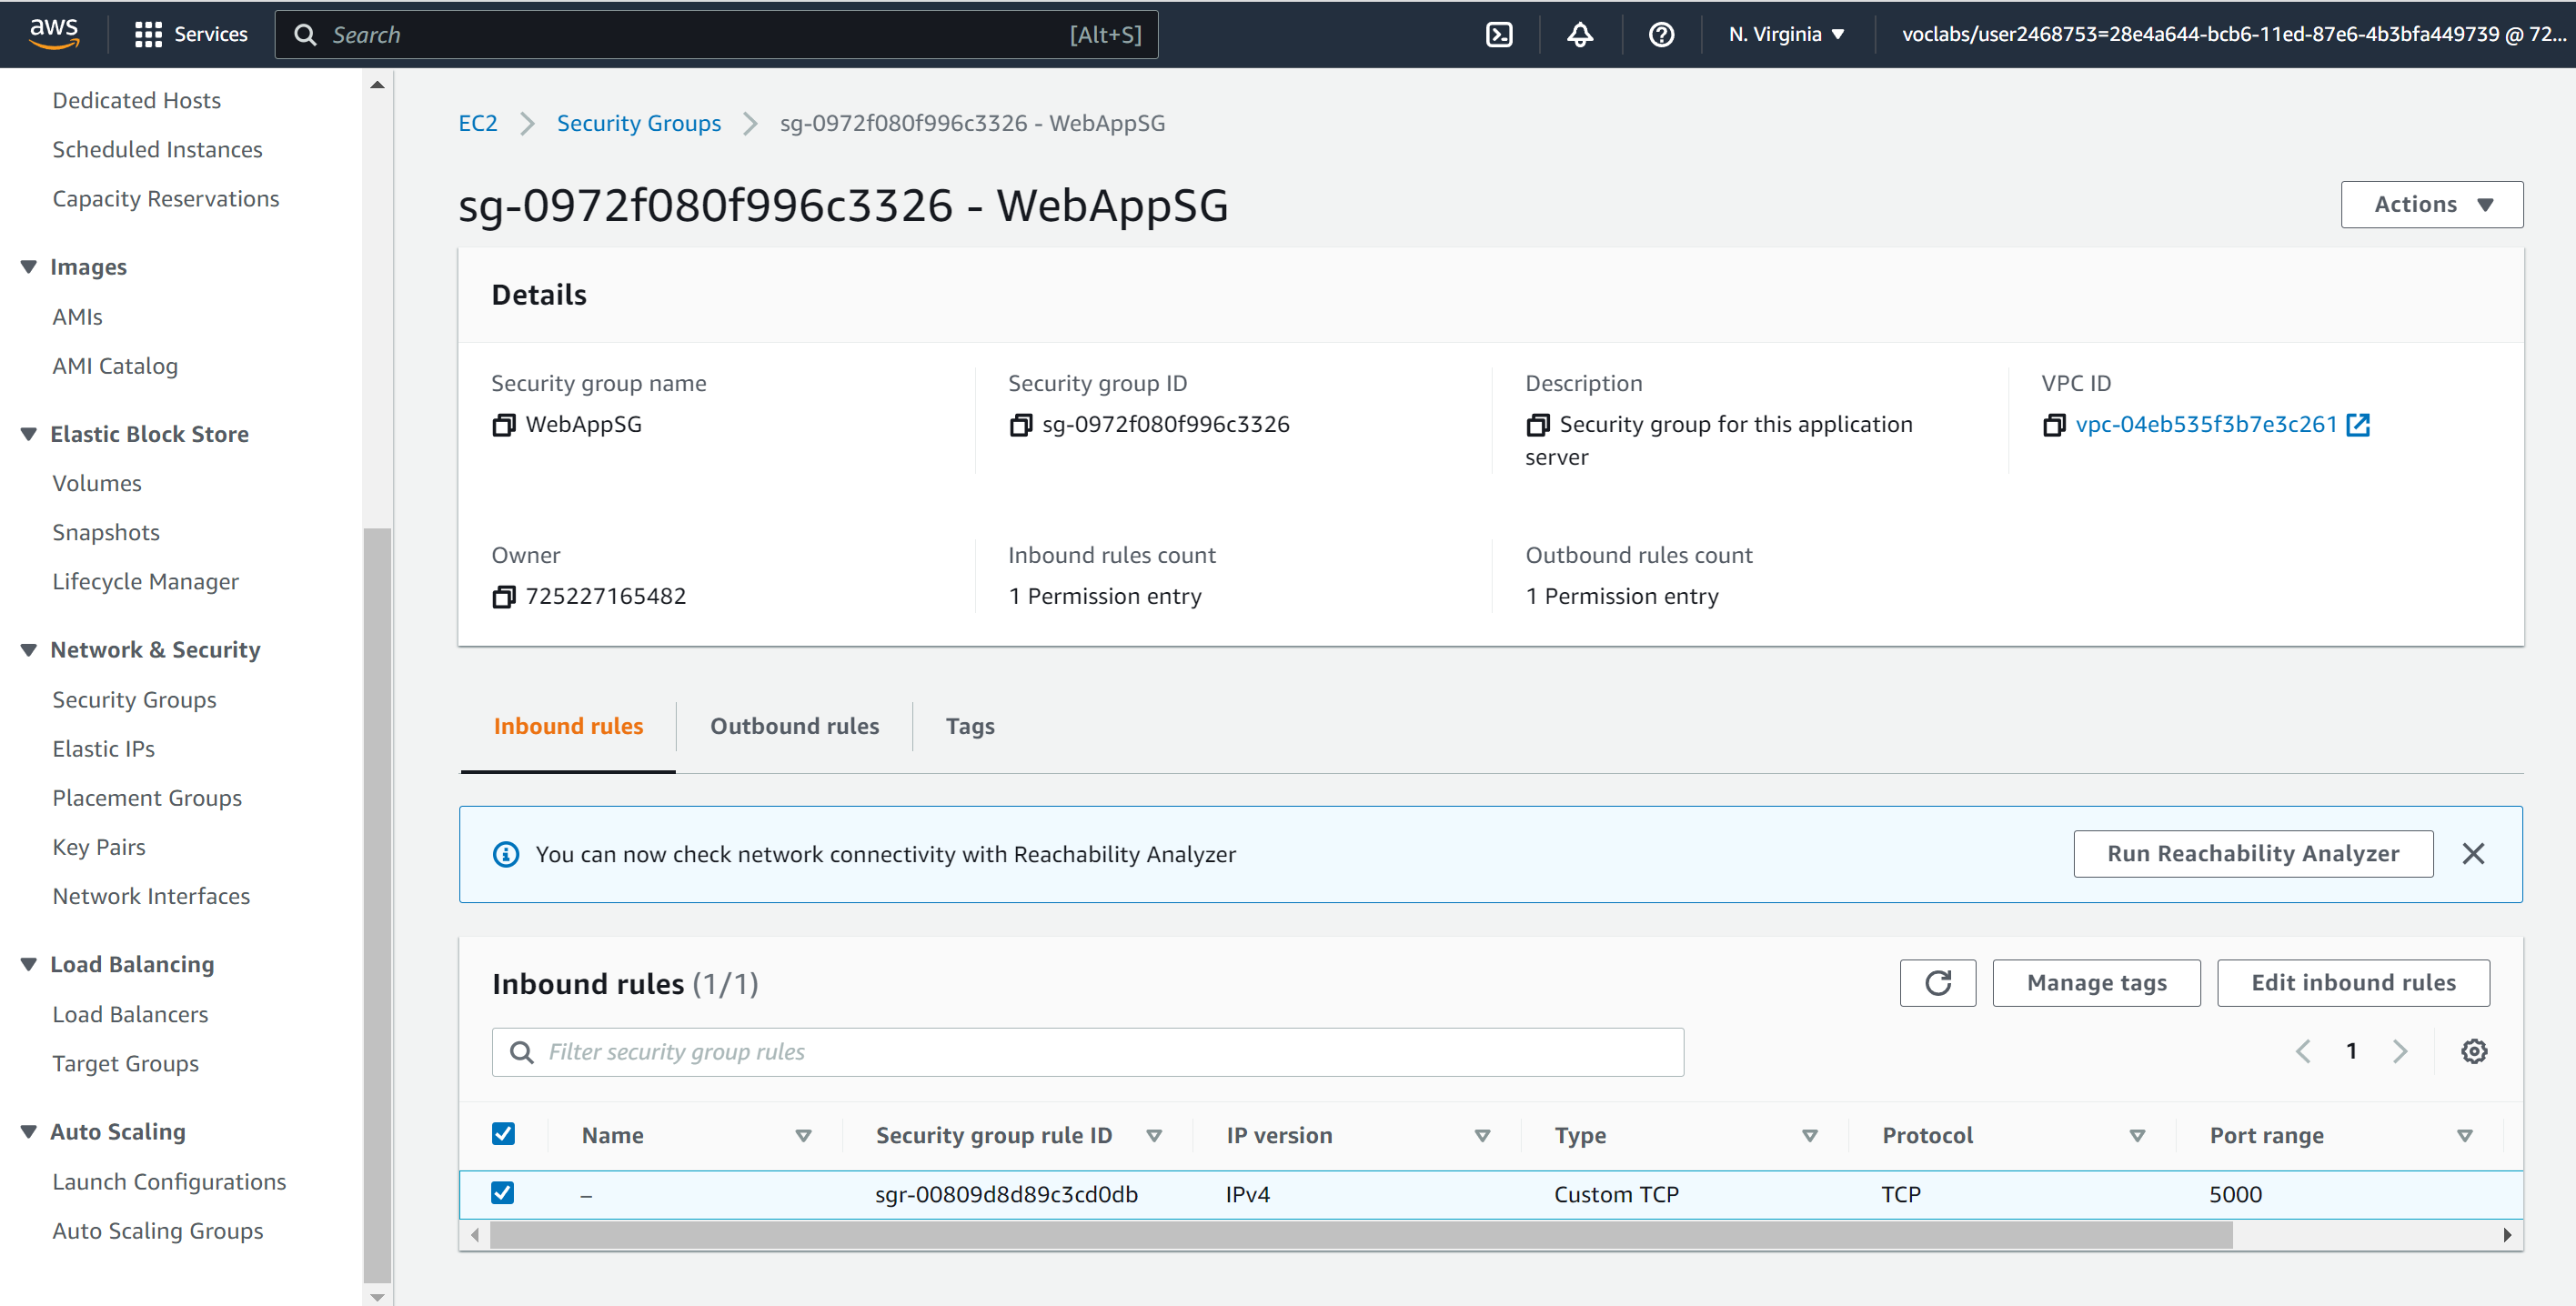 aws
Services
Search
[Alt+S]
N. Virginia
voclabs/user2468753=28e4a644-bcb6-11ed-87e6-4b3bfa449739 @ 72...
Dedicated Hosts
Scheduled Instances
Capacity Reservations
Images
AMIs
AMI Catalog
Elastic Block Store
Volumes
Snapshots
Lifecycle Manager
Network & Security
Security Groups
Elastic IPs
Placement Groups
Key Pairs
Network Interfaces
Load Balancing
Load Balancers
Target Groups
Auto Scaling
Launch Configurations
Auto Scaling Groups
EC2
Security Groups
sg-0972f080f996c3326 - WebAppSG
sg-0972f080f996c3326 - WebAppSG
Actions
Details
Security group name
WebAppSG
Security group ID
sg-0972f080f996c3326
Description
Security group for this application
server
VPC ID
vpc-04eb535f3b7e3c261
Owner
725227165482
Inbound rules count
1 Permission entry
Outbound rules count
1 Permission entry
Inbound rules
Outbound rules
Tags
You can now check network connectivity with Reachability Analyzer
Run Reachability Analyzer
Inbound rules (1/1)
Manage tags
Edit inbound rules
Filter security group rules
1
Name
Security group rule ID
IP version
Type
Protocol
Port range
–
sgr-00809d8d89c3cd0db
IPv4
Custom TCP
TCP
5000